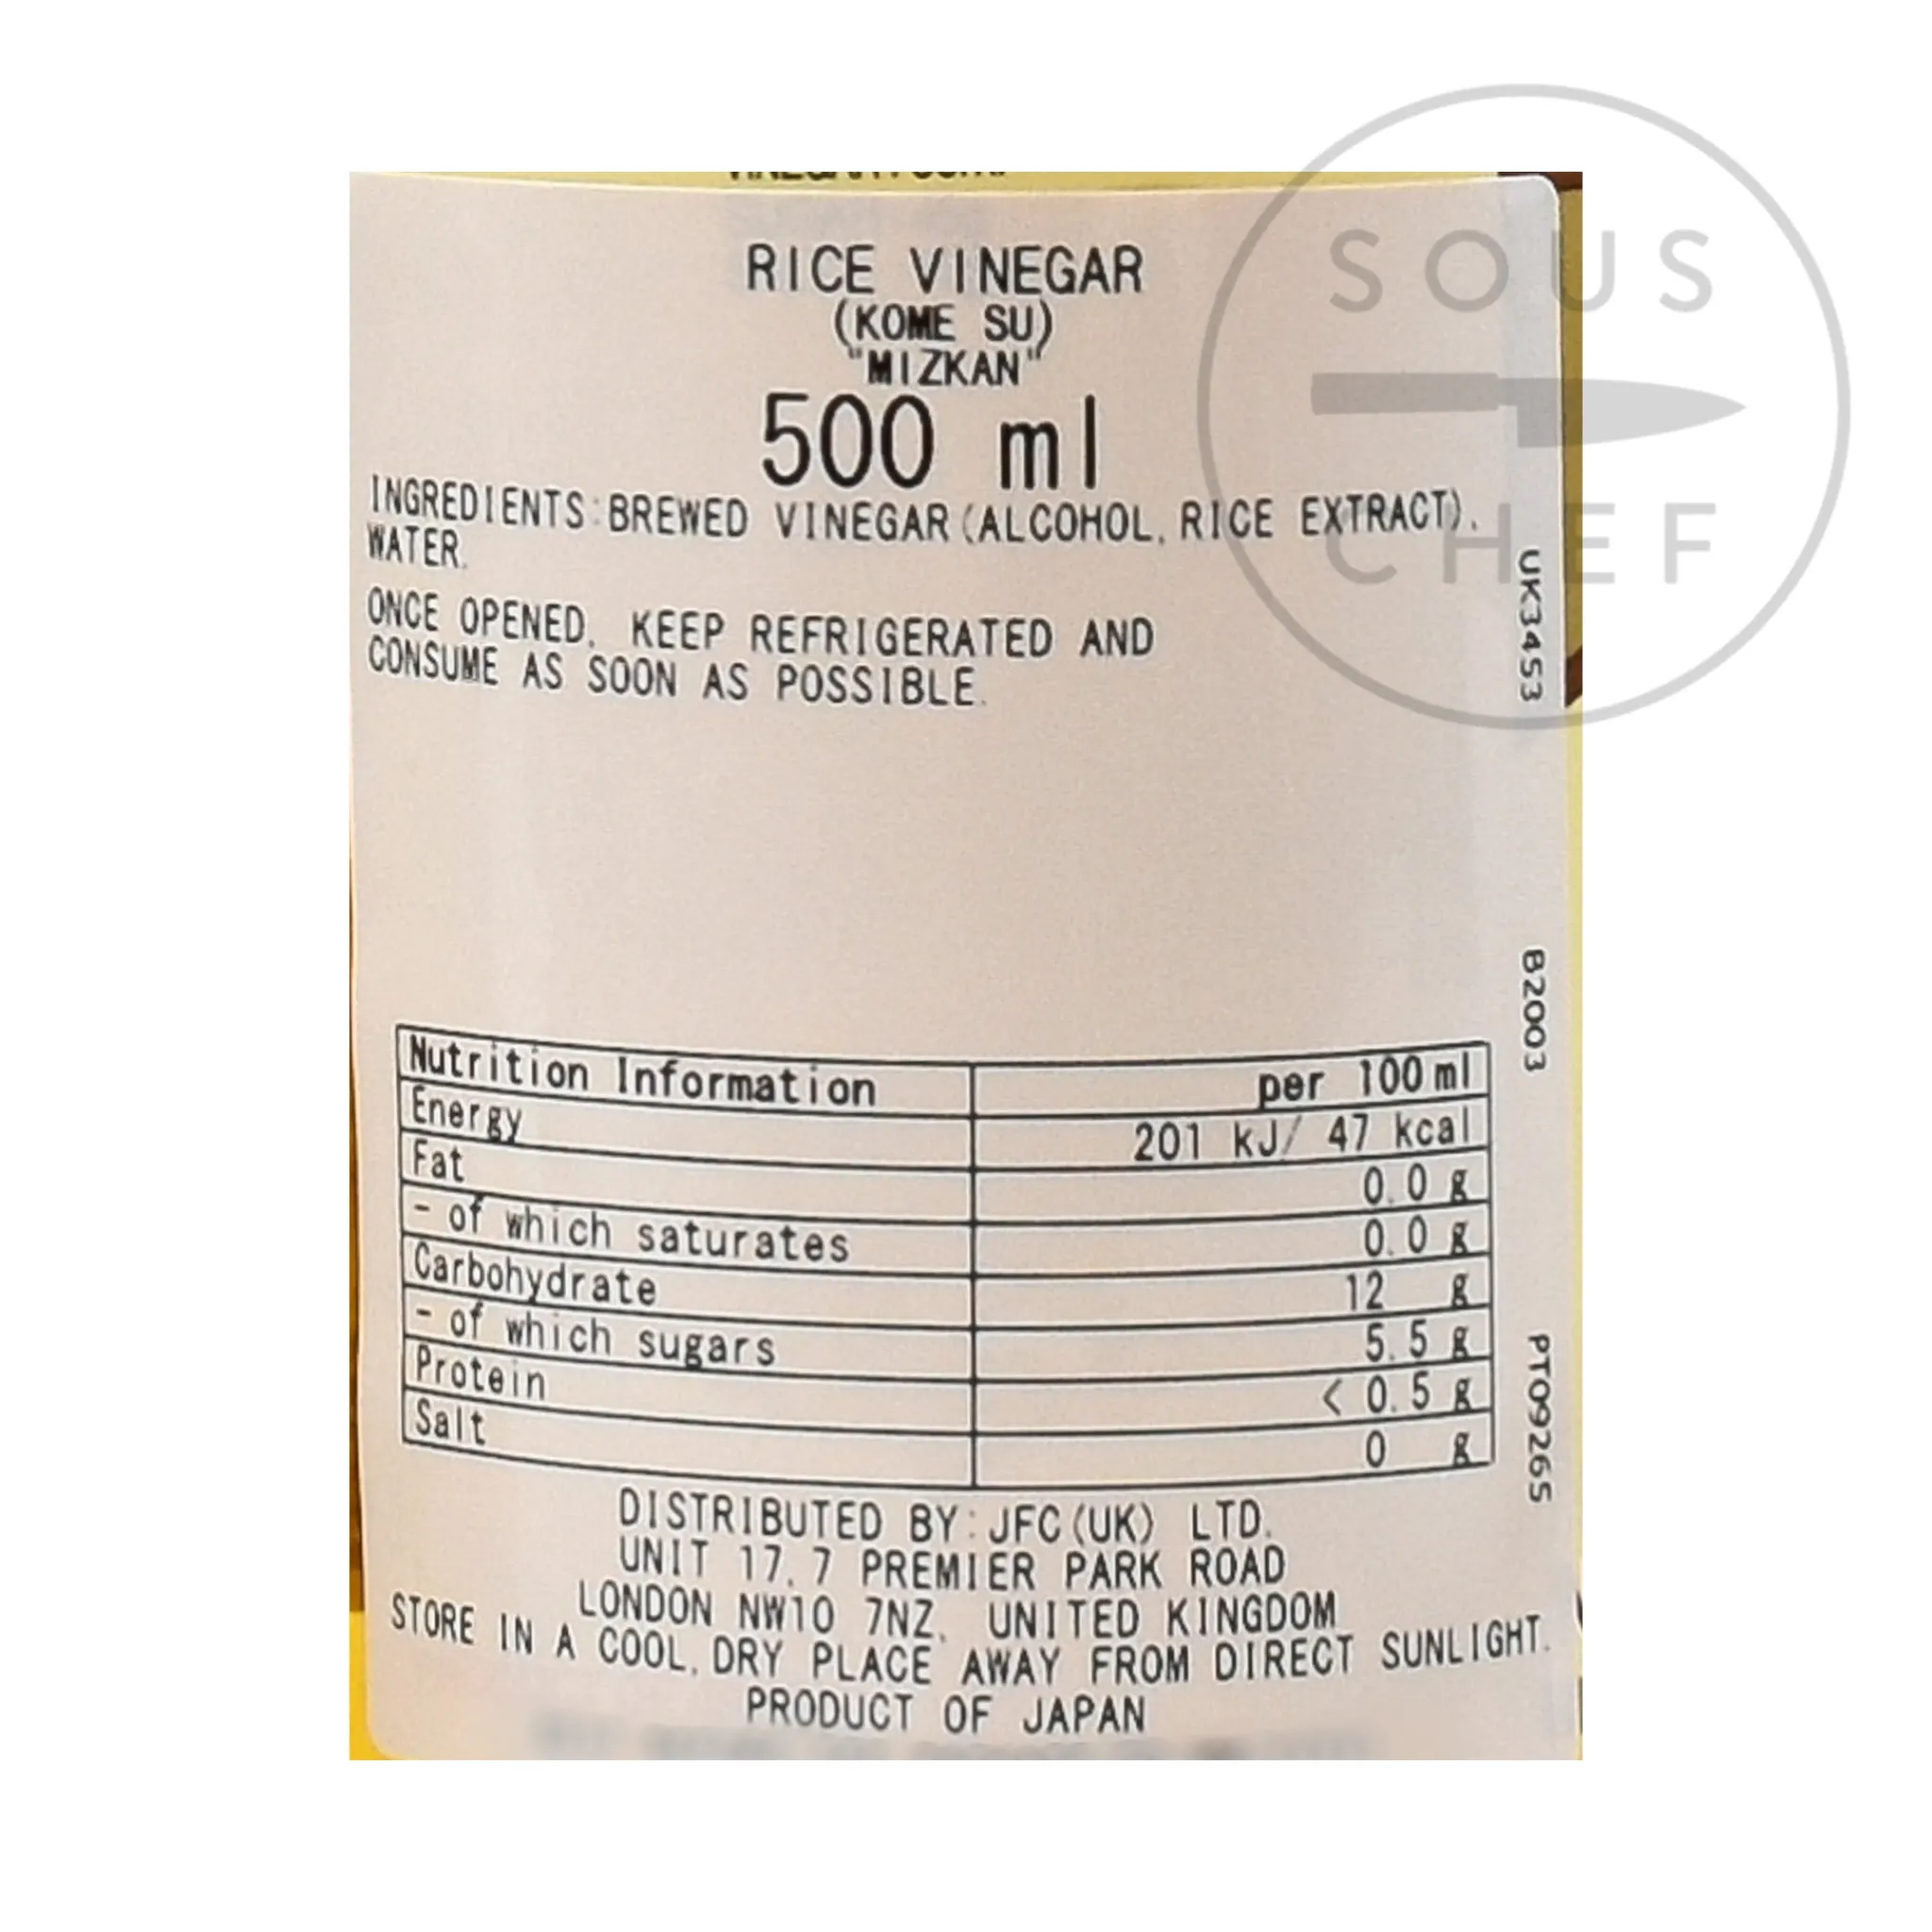 SOUS
CHEF
RICE VINEGAR
(KOME SU)
"MIZKAN"
500 ml
INGREDIENTS:BREWED VINEGAR(ALCOHOL, RICE EXTRACT),
WATER.
ONCE OPENED, KEEP REFRIGERATED AND
CONSUME AS SOON AS POSSIBLE.
UK3453
B2003
PT09265
Nutrition Information per 100ml
Energy 201 kJ/ 47 kcal
Fat 0.0 g
- of which saturates 0.0 g
Carbohydrate 12 g
- of which sugars 5.5 g
Protein < 0.5 g
Salt 0 g
DISTRIBUTED BY:JFC(UK) LTD.
UNIT 17, 7 PREMIER PARK ROAD
LONDON NW10 7NZ, UNITED KINGDOM
STORE IN A COOL, DRY PLACE AWAY FROM DIRECT SUNLIGHT.
PRODUCT OF JAPAN